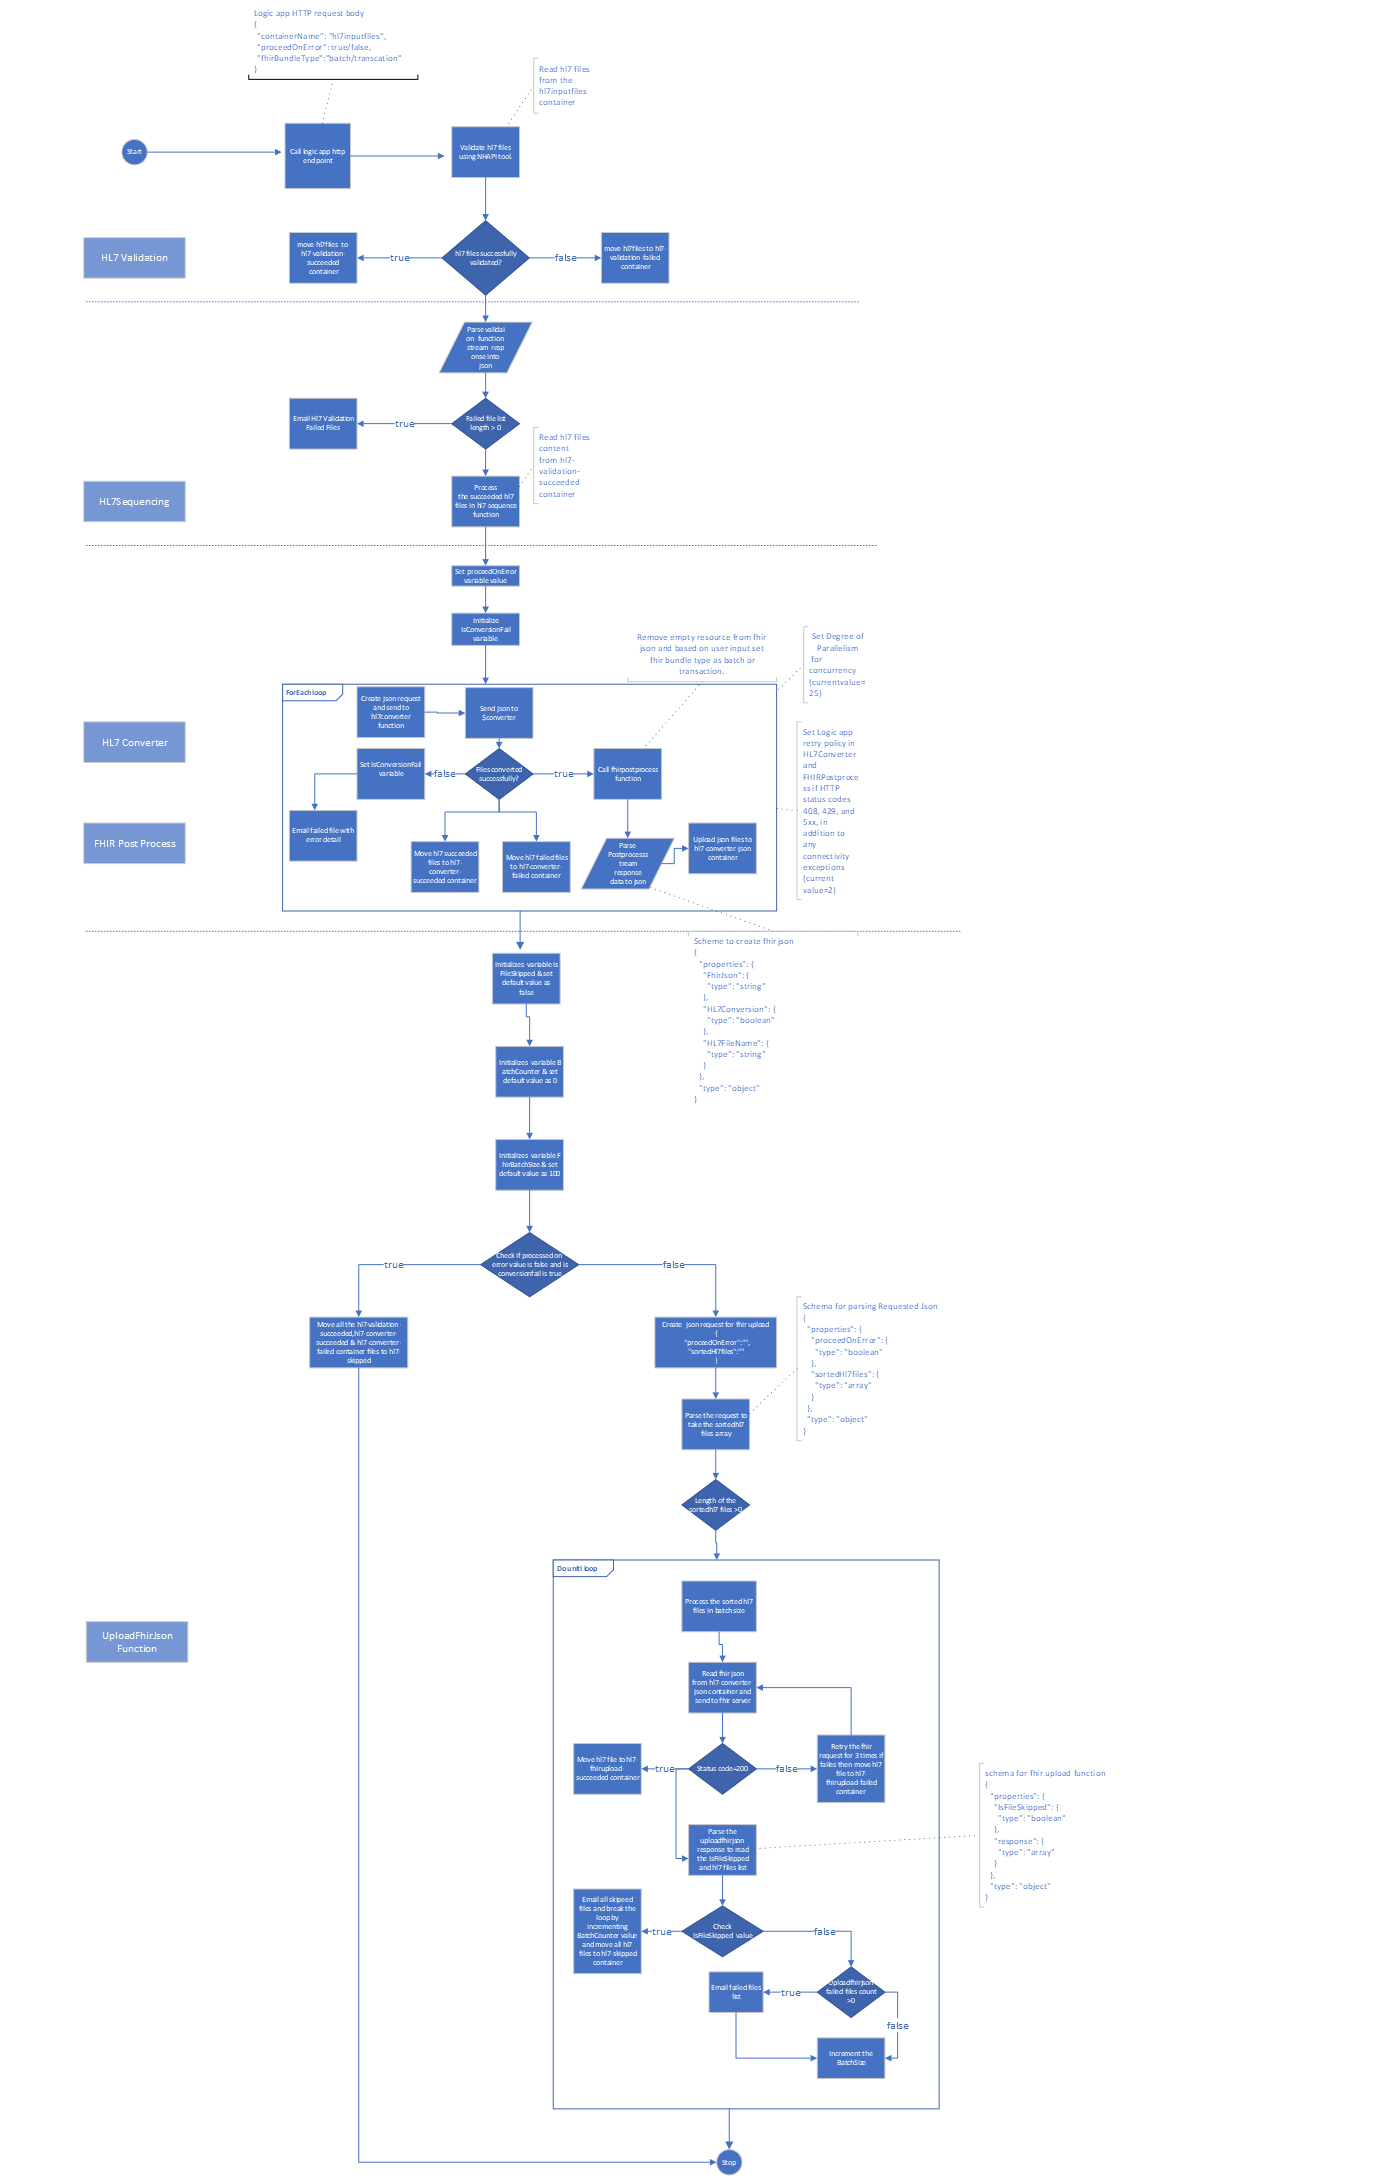 Logic app HTTP request body
{
"containerName": "hl7inputfiles",
"proceedOnError": true/false,
"fhirBundleType":"batch/transcation"
}
Read hl7 files
from the
hl7inputfiles
container
Start
Call logic app http
end point
Validate hl7 files
using NHAPI tool.
HL7 Validation
move hl7files to
hl7-validation-
succeeded
container
true
hl7 files successfully
validated?
false
move hl7files to hl7-
validation-failed
container
Parse validati
on function
stream resp
onse into
json
Email Hl7 Validation
Failed Files
true
Failed file list
length > 0
Read hl7 files
content
from hl7-
validation-
succeeded
container
HL7Sequencing
Process
the succeeded hl7
files in hl7 sequence
function
Set proceedOnError
variable value
Initialize
IsConversionFail
variable
Remove empty resource from fhir
json and based on user input set
fhir bundle type as batch or
transaction.
Set Degree of
Parallelism
for
concurrency
(currentvalue=
25)
ForEach loop
Create json request
and send to
hl7converter
function
Send json to
$converter
HL7 Converter
Set IsConversionFail
variable
false
Files converted
successfully?
true
Call fhirpostprocess
function
Set Logic app
retry policy in
HL7Converter
and
FHIRPostproce
ss if HTTP
status codes
408, 429, and
5xx, in
addition to
any
connectivity
exceptions
(current
value=2)
FHIR Post Process
Email failed file with
error detail
Move hl7 succeeded
files to hl7-
converter-
succeeded container
Move hl7 failed files
to hl7-converter-
failed container
Parse
Postprocesss
tream
response
data to json
Upload json files to
hl7-converter-json
container
Initializes variable Is
FileSkipped & set
default value as
false
Scheme to create fhir json
{
"properties": {
"FhirJson": {
"type": "string"
},
"HL7Conversion": {
"type": "boolean"
},
"HL7FileName": {
"type": "string"
}
},
"type": "object"
}
Initializes variable B
atchCounter & set
default value as 0
Initializes variable F
hirBatchSize & set
default value as 100
true
Check if processed on
error value is false and is
conversionfail is true
false
Move all the hl7-validation-
succeeded,hl7-converter-
succeeded & hl7-converter-
failed container files to hl7-
skipped
Create json request for fhir upload
{
"proceedOnError":"",
"sortedHl7files":""
}
Schema for parsing Requested Json
{
"properties": {
"proceedOnError": {
"type": "boolean"
},
"sortedHl7files": {
"type": "array"
}
},
"type": "object"
}
Parse the request to
take the sortedhl7
files array
Length of the
sortedhl7 files >0
Do until loop
Process the sorted hl7
files in batch size
UploadFhirJson
Function
Read fhir json
from hl7-converter-
json container and
send to fhir server
Move hl7 file to hl7-
fhirupload-
succeeded container
true
Status code=200
false
Retry the fhir
request for 3 times if
failes then move hl7
file to hl7-
fhirupload-failed
container
Parse the
uploadfhirjson
response to read
the IsFileSkipped
and hl7 files list
schema for fhir upload function
{
"properties": {
"IsFileSkipped": {
"type": "boolean"
},
"response": {
"type": "array"
}
},
"type": "object"
}
Email all skipeed
files and break the
loop by
incrementing
BatchCounter value
and move all hl7
files to hl7-skipped
container
true
Check
IsFileSkipped value
false
Email failed files
list
true
Uploadfhirjson
failed files count
>0
false
Increment the
BatchSize
Stop